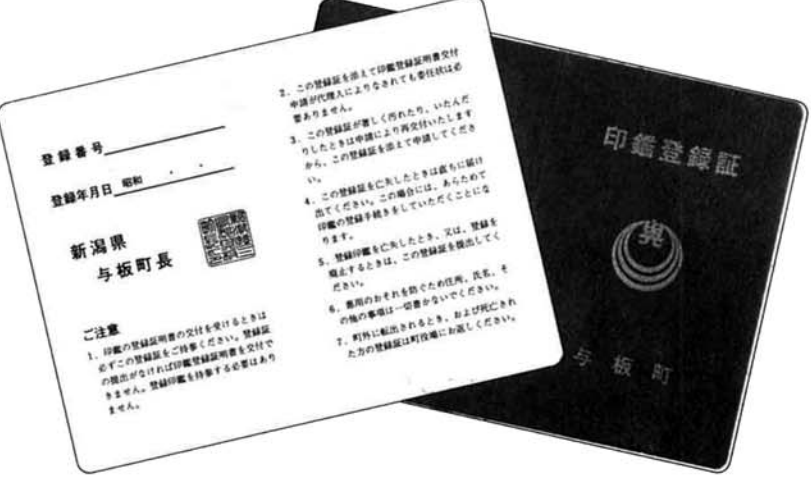 登録番号
登録年月日 昭和 ・ ・
新潟県
与板町長
ご注意
1、印鑑の登録証明書の交付を受けるときは
必ずこの登録証をご持参ください。登録証
の提出がなければ印鑑登録証明書を交付で
きません。登録印鑑を持参する必要はあり
ません。
2、この登録証を添えて印鑑登録証明書交付
申請が代理人によりなされても委任状は必
要ありません。
3、この登録証が著しく汚れたり、いたんだ
りしたときは申請により再交付いたします
から、この登録証を添えて申請してくださ
い。
4、この登録証を亡失したときは直ちに届け
出てください。この場合には、あらためて
印鑑の登録手続きをしていただくことにな
ります。
5、登録印鑑を亡失したとき、又は、登録を
廃止するときは、この登録証を提出してく
ださい。
6、悪用のおそれを防ぐため住所、氏名、そ
の他の事項は一切書かないでください。
7、町外に転出されるとき、および死亡され
た方の登録証は町役場にお返しください。
印鑑登録証
与板町